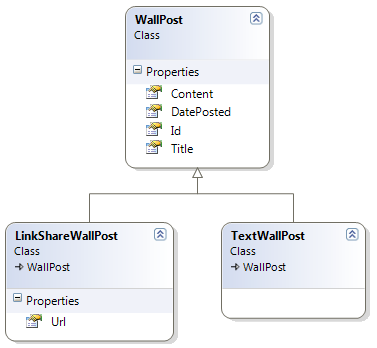 WallPost
Class
Properties
Content
DatePosted
Id
Title
LinkShareWallPost
Class
WallPost
Properties
Url
TextWallPost
Class
WallPost